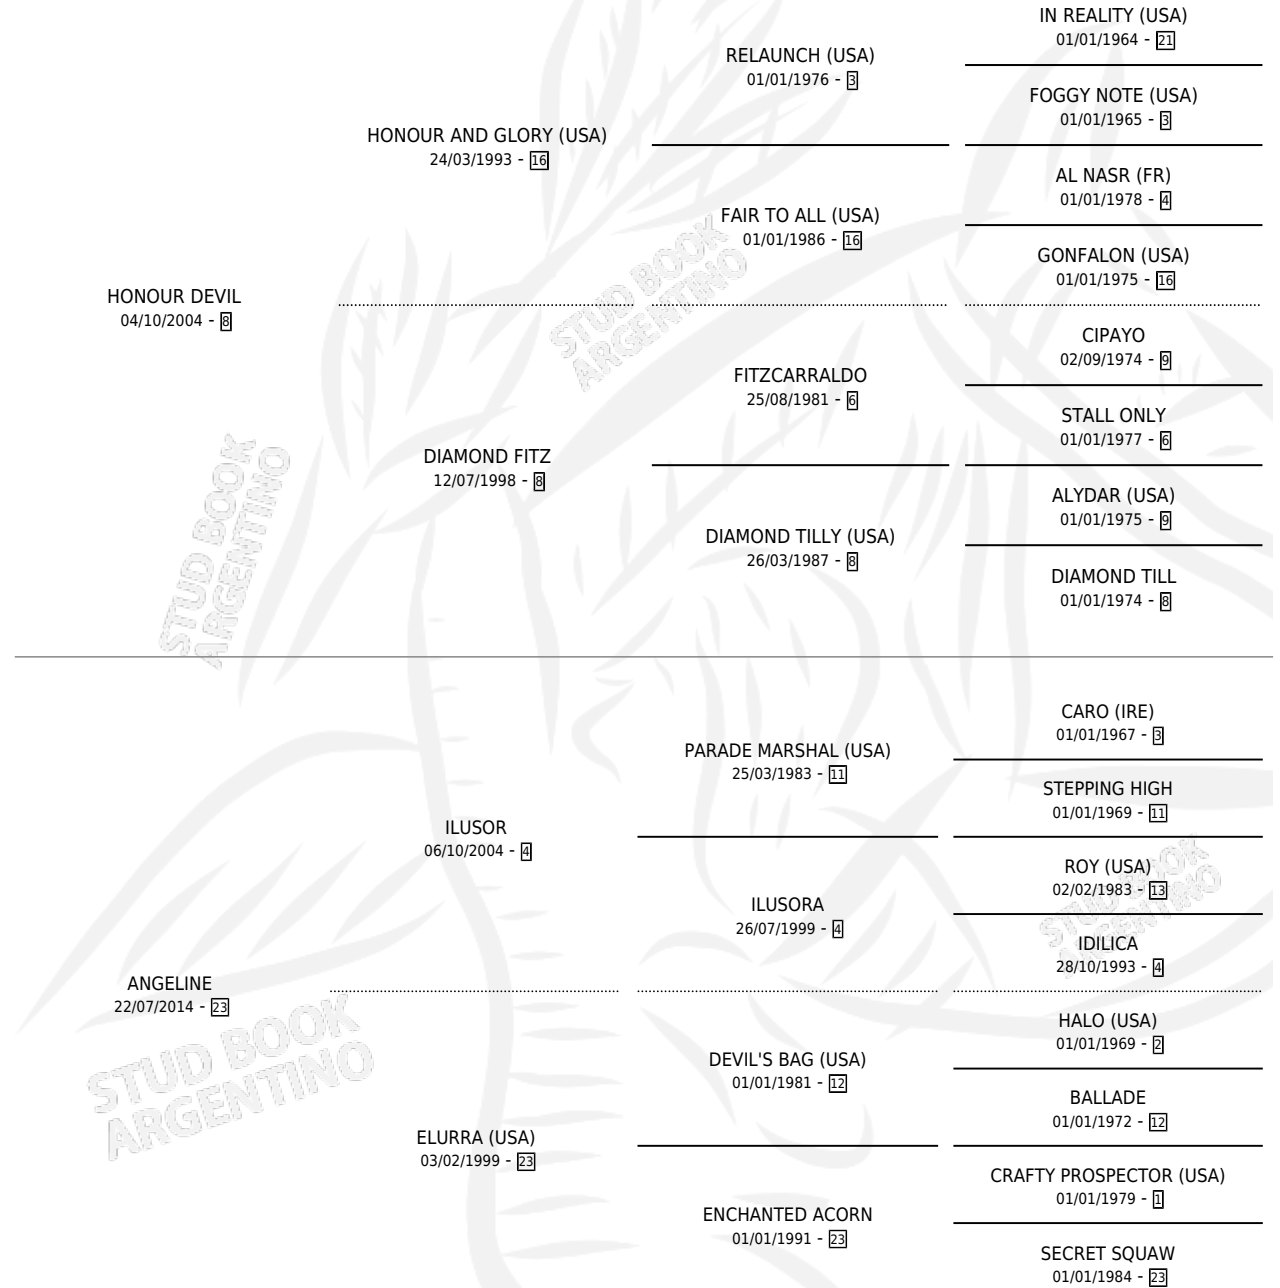 IN REALITY (USA)
01/01/1964 - 21
RELAUNCH (USA)
01/01/1976 - 3
FOGGY NOTE (USA)
01/01/1965 - 3
HONOUR AND GLORY (USA)
24/03/1993 - 16
AL NASR (FR)
01/01/1978 - 4
FAIR TO ALL (USA)
01/01/1986 - 16
GONFALON (USA)
01/01/1975 - 16
HONOUR DEVIL
04/10/2004 - 8
STUD BOOK
ARGENTINO
CIPAYO
02/09/1974 - 9
FITZCARRALDO
25/08/1981 - 6
STALL ONLY
01/01/1977 - 6
DIAMOND FITZ
12/07/1998 - 8
ALYDAR (USA)
01/01/1975 - 9
DIAMOND TILLY (USA)
26/03/1987 - 8
DIAMOND TILL
01/01/1974 - 8
STUD BOOK
ARGENTINO
CARO (IRE)
01/01/1967 - 3
PARADE MARSHAL (USA)
25/03/1983 - 11
STEPPING HIGH
01/01/1969 - 11
ILUSOR
06/10/2004 - 4
ROY (USA)
02/02/1983 - 13
STUD BOOK
ARGENTINO
ILUSORA
26/07/1999 - 4
IDILICA
28/10/1993 - 4
ANGELINE
22/07/2014 - 23
STUD BOOK
ARGENTINO
HALO (USA)
01/01/1969 - 2
DEVIL'S BAG (USA)
01/01/1981 - 12
BALLADE
01/01/1972 - 12
ELURRA (USA)
03/02/1999 - 23
CRAFTY PROSPECTOR (USA)
01/01/1979 - 1
ENCHANTED ACORN
01/01/1991 - 23
SECRET SQUAW
01/01/1984 - 23